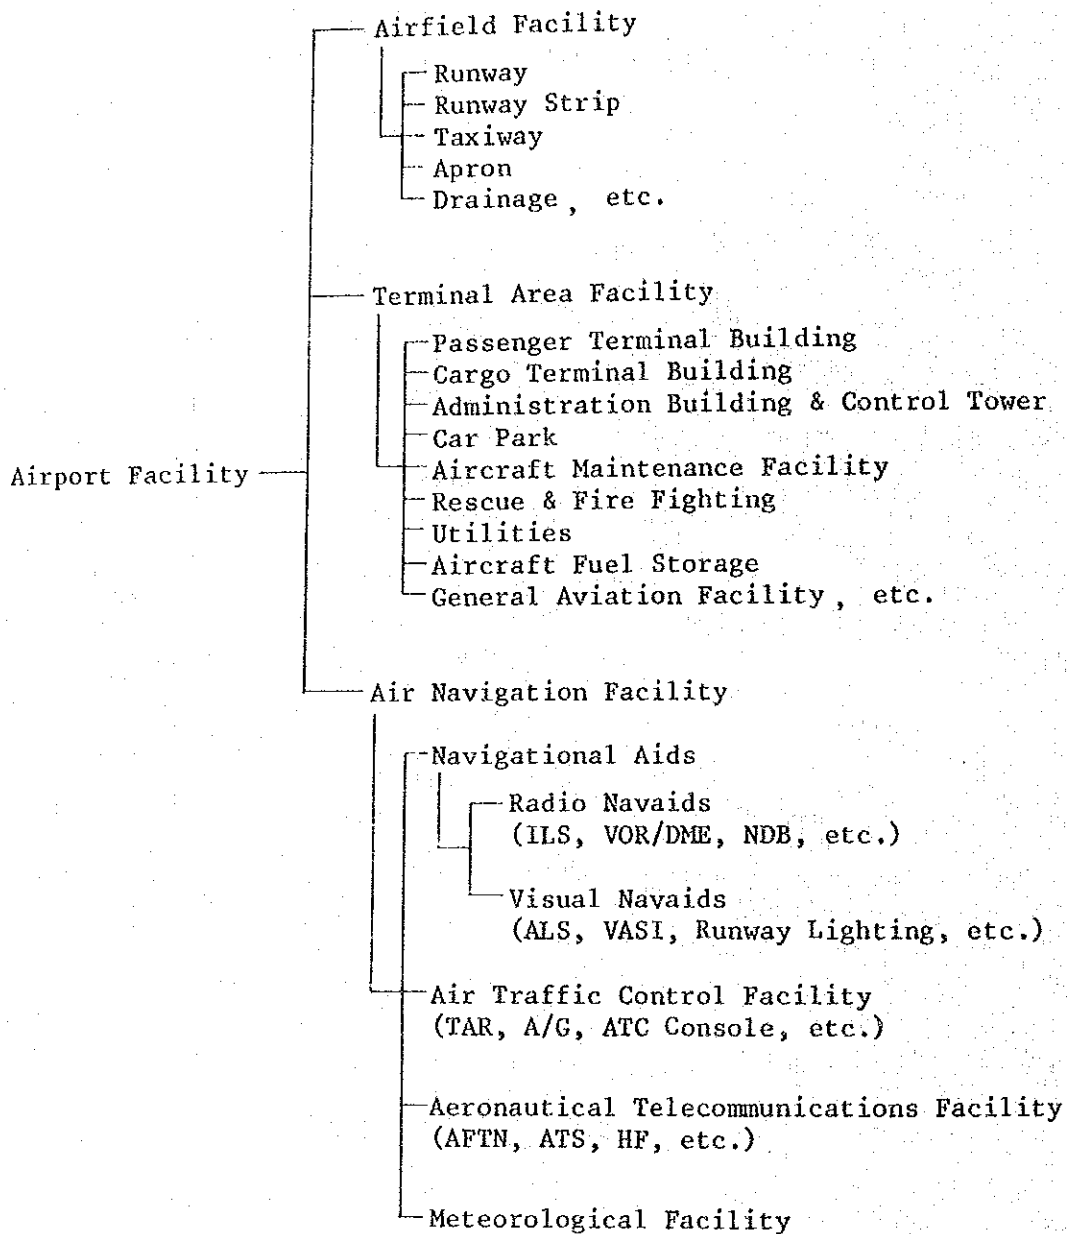 Airfield Facility
Runway
Runway Strip
Taxiway
Apron
Drainage, etc.
Terminal Area Facility
Passenger Terminal Building
Cargo Terminal Building
Administration Building & Control Tower
Car Park
Airport Facility
Aircraft Maintenance Facility
Rescue & Fire Fighting
Utilities
Aircraft Fuel Storage
General Aviation Facility, etc.
Air Navigation Facility
Navigational Aids
Radio Navaids
(ILS, VOR/DME, NDB, etc.)
Visual Navaids
(ALS, VASI, Runway Lighting, etc.)
Air Traffic Control Facility
(TAR, A/G, ATC Console, etc.)
Aeronautical Telecommunications Facility
(AFTN, ATS, HF, etc.)
Meteorological Facility